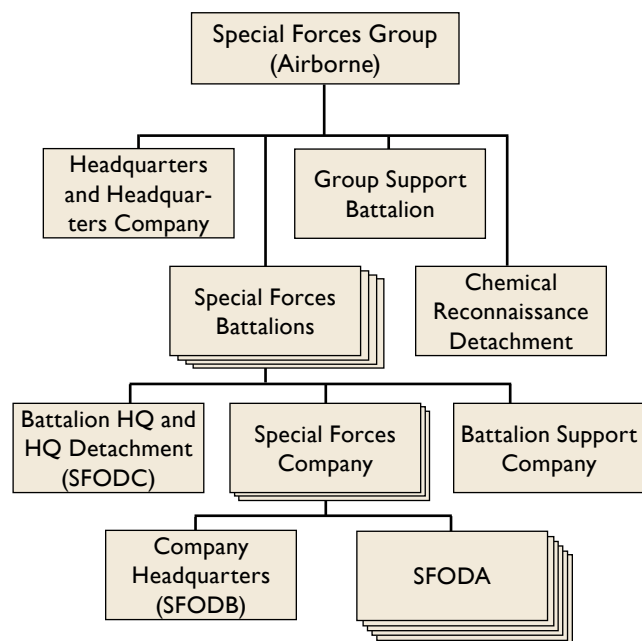 Special Forces Group
(Airborne)
Headquarters
and Headquar-
ters Company
Group Support
Battalion
Special Forces
Battalions
Chemical
Reconnaissance
Detachment
Battalion HQ and
HQ Detachment
(SFODC)
Special Forces
Company
Battalion Support
Company
Company
Headquarters
(SFODB)
SFODA